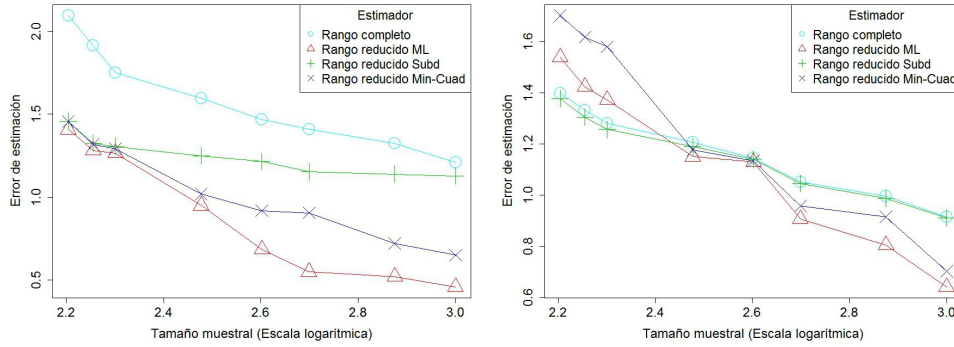 Estimador
Rango completo
Rango reducido ML
Rango reducido Subd
Rango reducido Min-Cuad
Error de estimación
0.5 1.0 1.5 2.0
2.2 2.4 2.6 2.8 3.0
Tamaño muestral (Escala logarítmica)
Estimador
Rango completo
Rango reducido ML
Rango reducido Subd
Rango reducido Min-Cuad
Error de estimación
0.6 0.8 1.0 1.2 1.4 1.6
2.2 2.4 2.6 2.8 3.0
Tamaño muestral (Escala logarítmica)